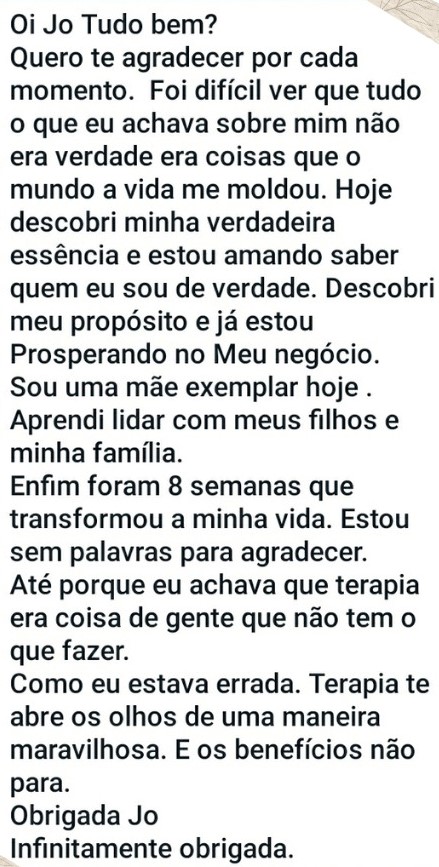 Oi Jo Tudo bem?
Quero te agradecer por cada
momento.  Foi difícil ver que tudo
o que eu achava sobre mim não
era verdade era coisas que o
mundo a vida me moldou. Hoje
descobri minha verdadeira
essência e estou amando saber
quem eu sou de verdade. Descobri
meu propósito e já estou
Prosperando no Meu negócio.
Sou uma mãe exemplar hoje .
Aprendi lidar com meus filhos e
minha família.
Enfim foram 8 semanas que
transformou a minha vida. Estou
sem palavras para agradecer.
Até porque eu achava que terapia
era coisa de gente que não tem o
que fazer.
Como eu estava errada. Terapia te
abre os olhos de uma maneira
maravilhosa. E os benefícios não
para.
Obrigada Jo
Infinitamente obrigada.